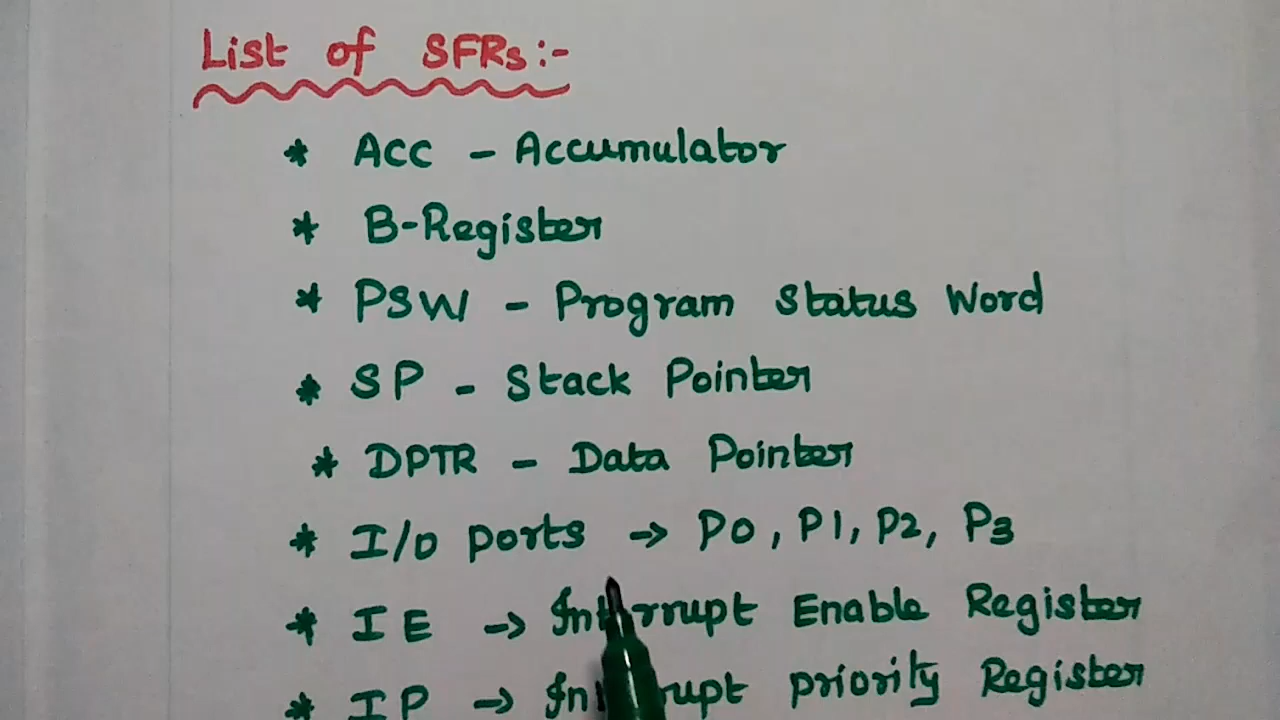 List of SFRs:-
* ACC - Accumulator
* B-Register
* PSW - Program Status Word
* SP - Stack Pointer
* DPTR - Data Pointer
* I/O Ports → P0, P1, P2, P3
* IE → Interrupt Enable Register
* IP → Interrupt priority Register